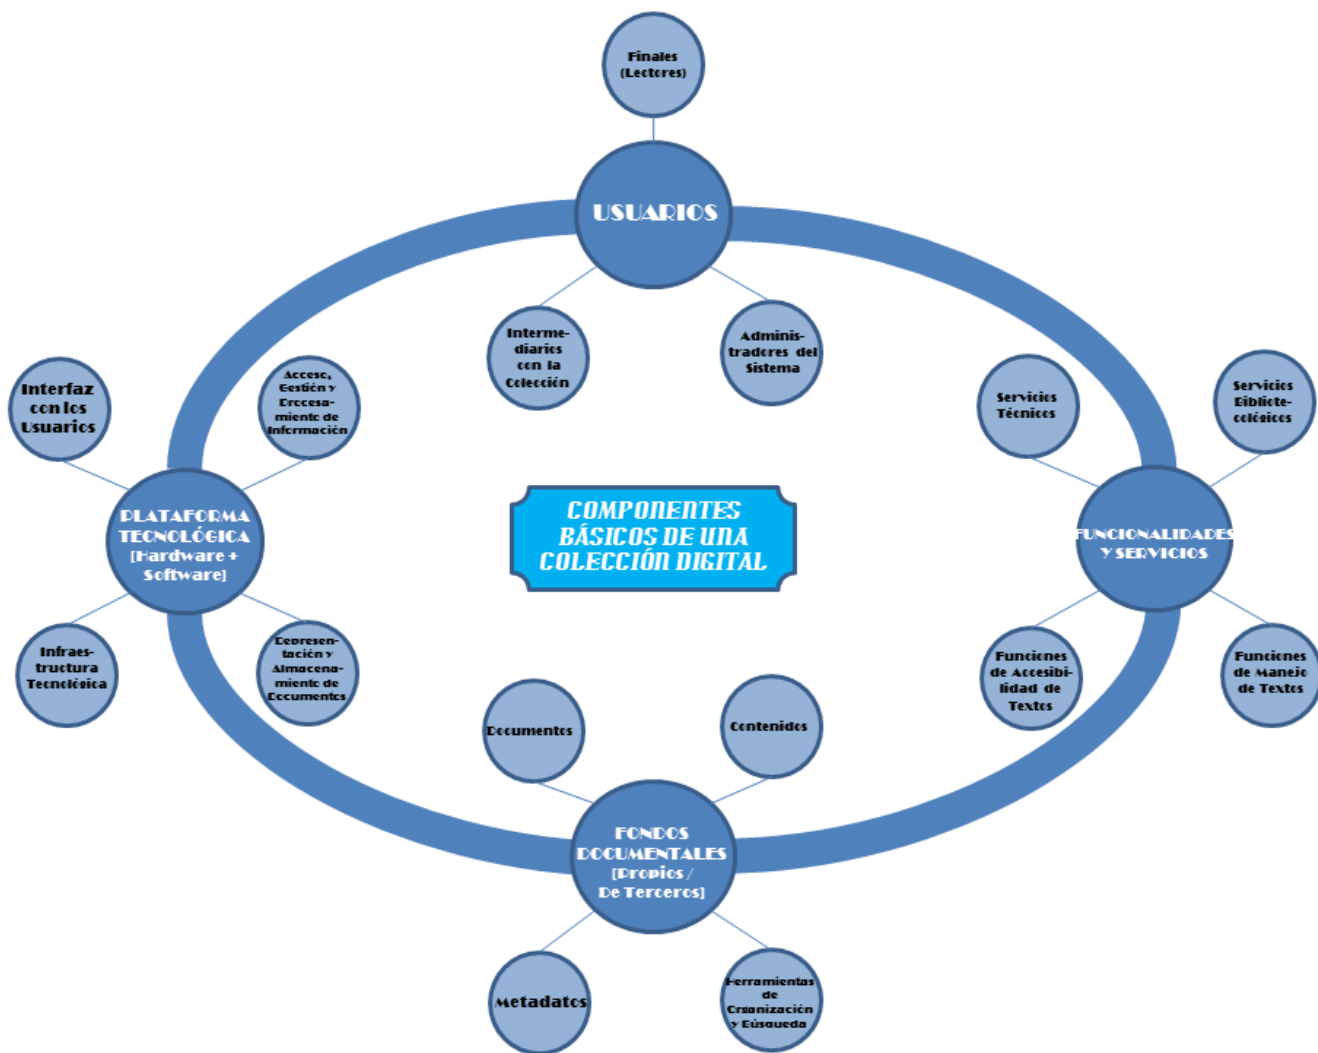 Finales
(Lectores)
USUARIOS
Interme-
diarios
con la
Colección
Adminis-
tradores del
Sistema
Interfaz
con los
Usuarios
Acceso,
Gestión y
Procesa-
miento de
Información
Servicios
Técnicos
Servicios
Bibliote-
cológicos
PLATAFORMA
TECNOLÓGICA
[Hardware +
Software]
COMPONENTES
BÁSICOS DE UNA
COLECCIÓN DIGITAL
FUNCIONALIDADES
Y SERVICIOS
Infraes-
tructura
Tecnológica
Represen-
tación y
Almacena-
miento de
Documentos
Funciones
de Accesibi-
lidad de
Textos
Funciones
de Manejo
de Textos
Documentos
Contenidos
FONDOS
DOCUMENTALES
[Propios /
De Terceros]
Metadatos
Herramientas
de
Organización
y Búsqueda